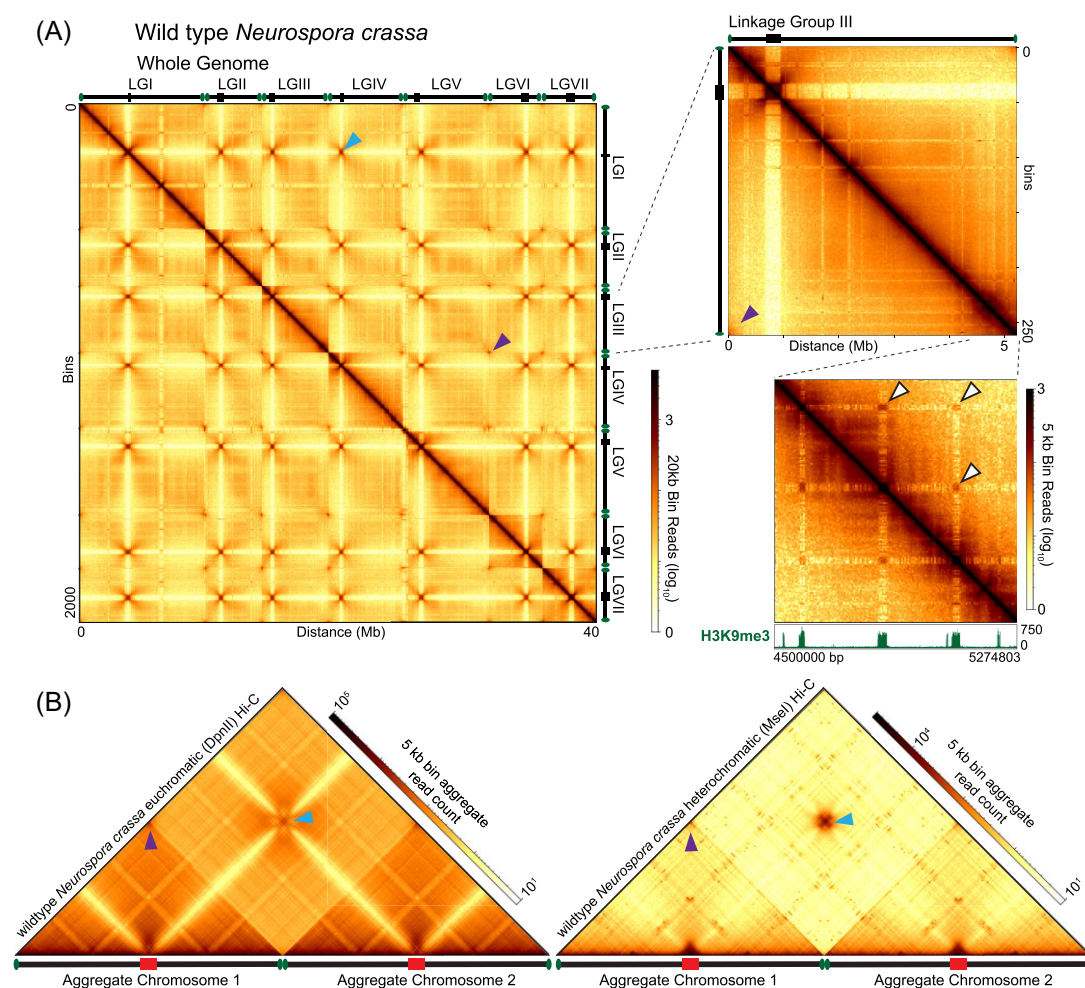 (A)
Wild type Neurospora crassa
Whole Genome
LGI LGII LGIII LGIV LGV LGVI LGVII
0
Bins
2000
0 Distance (Mb) 40
LGI
LGII
LGIII
LGIV
LGV
LGVI
LGVII
3
0
20kb Bin Reads (log10)
Linkage Group III
0
bins
250
0 Distance (Mb) 5
3
0
5 kb Bin Reads (log10)
H3K9me3
750
0
4500000 bp 5274803
(B)
wildtype Neurospora crassa euchromatic (DpnII) Hi-C
10⁵
5 kb bin aggregate
read count
10¹
Aggregate Chromosome 1 Aggregate Chromosome 2
wildtype Neurospora crassa heterochromatic (MseI) Hi-C
10⁴
5 kb bin aggregate
read count
10¹
Aggregate Chromosome 1 Aggregate Chromosome 2